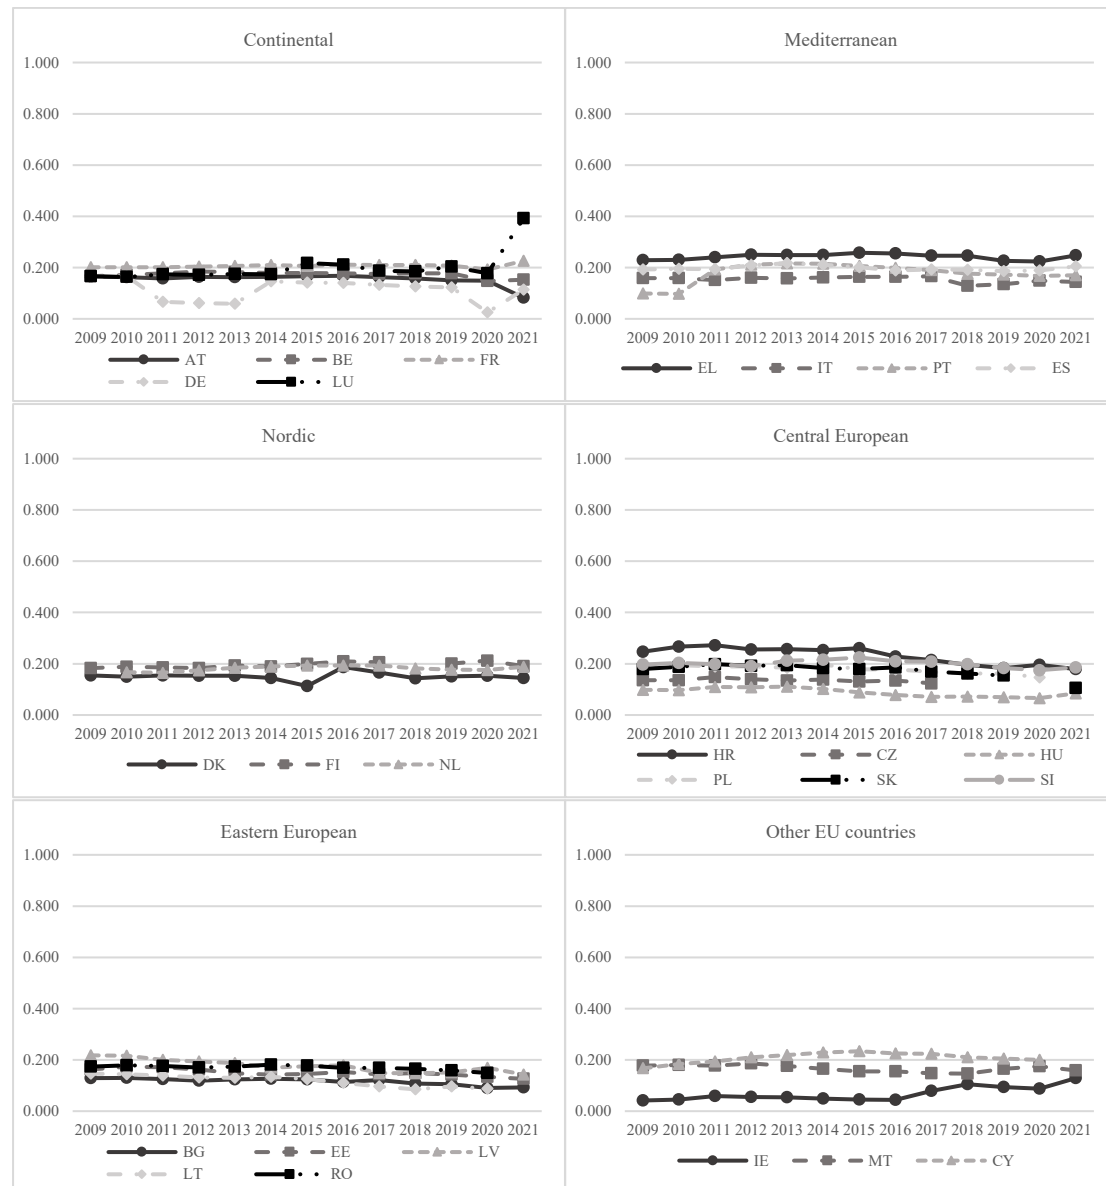 Continental
1.000
0.800
0.600
0.400
0.200
0.000
2009 2010 2011 2012 2013 2014 2015 2016 2017 2018 2019 2020 2021
AT BE FR
DE LU
Mediterranean
1.000
0.800
0.600
0.400
0.200
0.000
2009 2010 2011 2012 2013 2014 2015 2016 2017 2018 2019 2020 2021
EL IT PT ES
Nordic
1.000
0.800
0.600
0.400
0.200
0.000
2009 2010 2011 2012 2013 2014 2015 2016 2017 2018 2019 2020 2021
DK FI NL
Central European
1.000
0.800
0.600
0.400
0.200
0.000
2009 2010 2011 2012 2013 2014 2015 2016 2017 2018 2019 2020 2021
HR CZ HU
PL SK SI
Eastern European
1.000
0.800
0.600
0.400
0.200
0.000
2009 2010 2011 2012 2013 2014 2015 2016 2017 2018 2019 2020 2021
BG EE LV
LT RO
Other EU countries
1.000
0.800
0.600
0.400
0.200
0.000
2009 2010 2011 2012 2013 2014 2015 2016 2017 2018 2019 2020 2021
IE MT CY